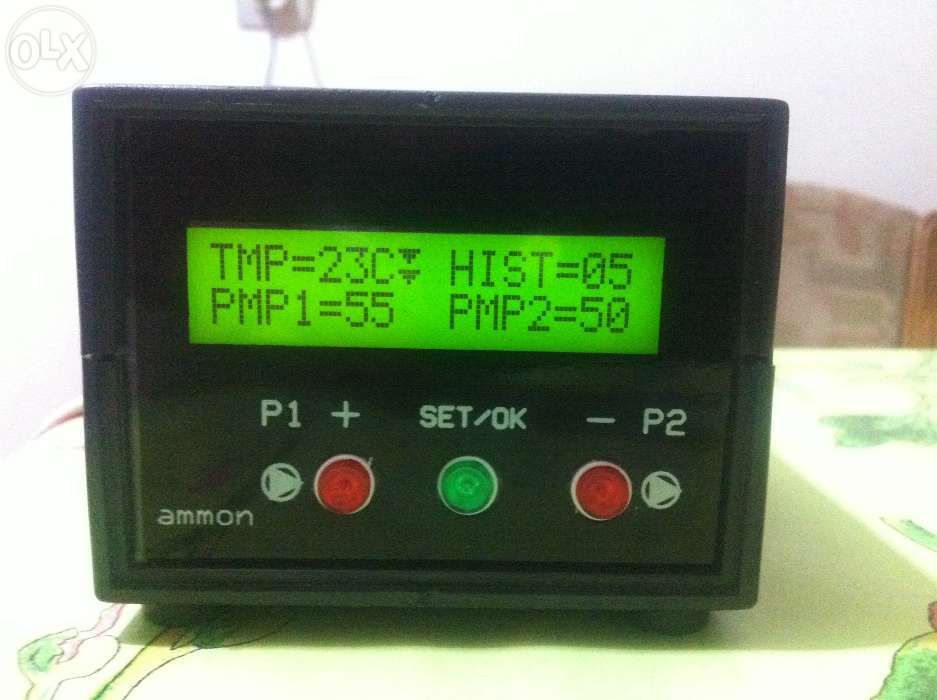 OLX
TMP=23C HIST=05
PMP1=55 PMP2=50
P1 + SET/OK - P2
ammon